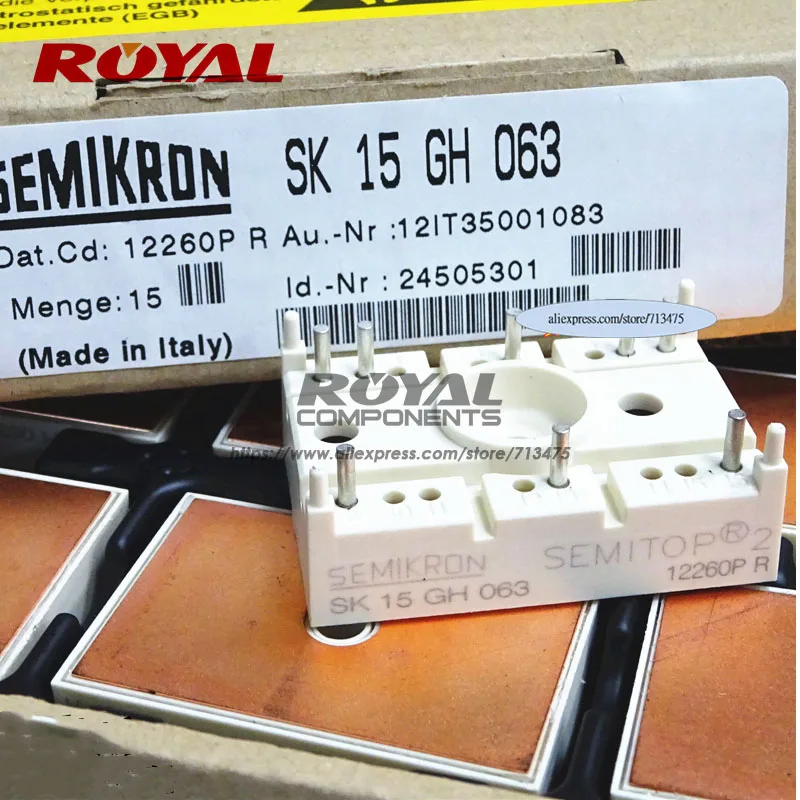 elemente (EGB)
ROYAL
SEMIKRON
SK 15 GH 063
Dat.Cd: 12260P R Au.-Nr :12IT35001083
Menge:15 Id.-Nr : 24505301
(Made in Italy)
aliexpress.com/store/713475
ROYAL
COMPONENTS
https://www.aliexpress.com/store/713475
SEMIKRON SEMITOP® 2
SK 15 GH 063 12260P R